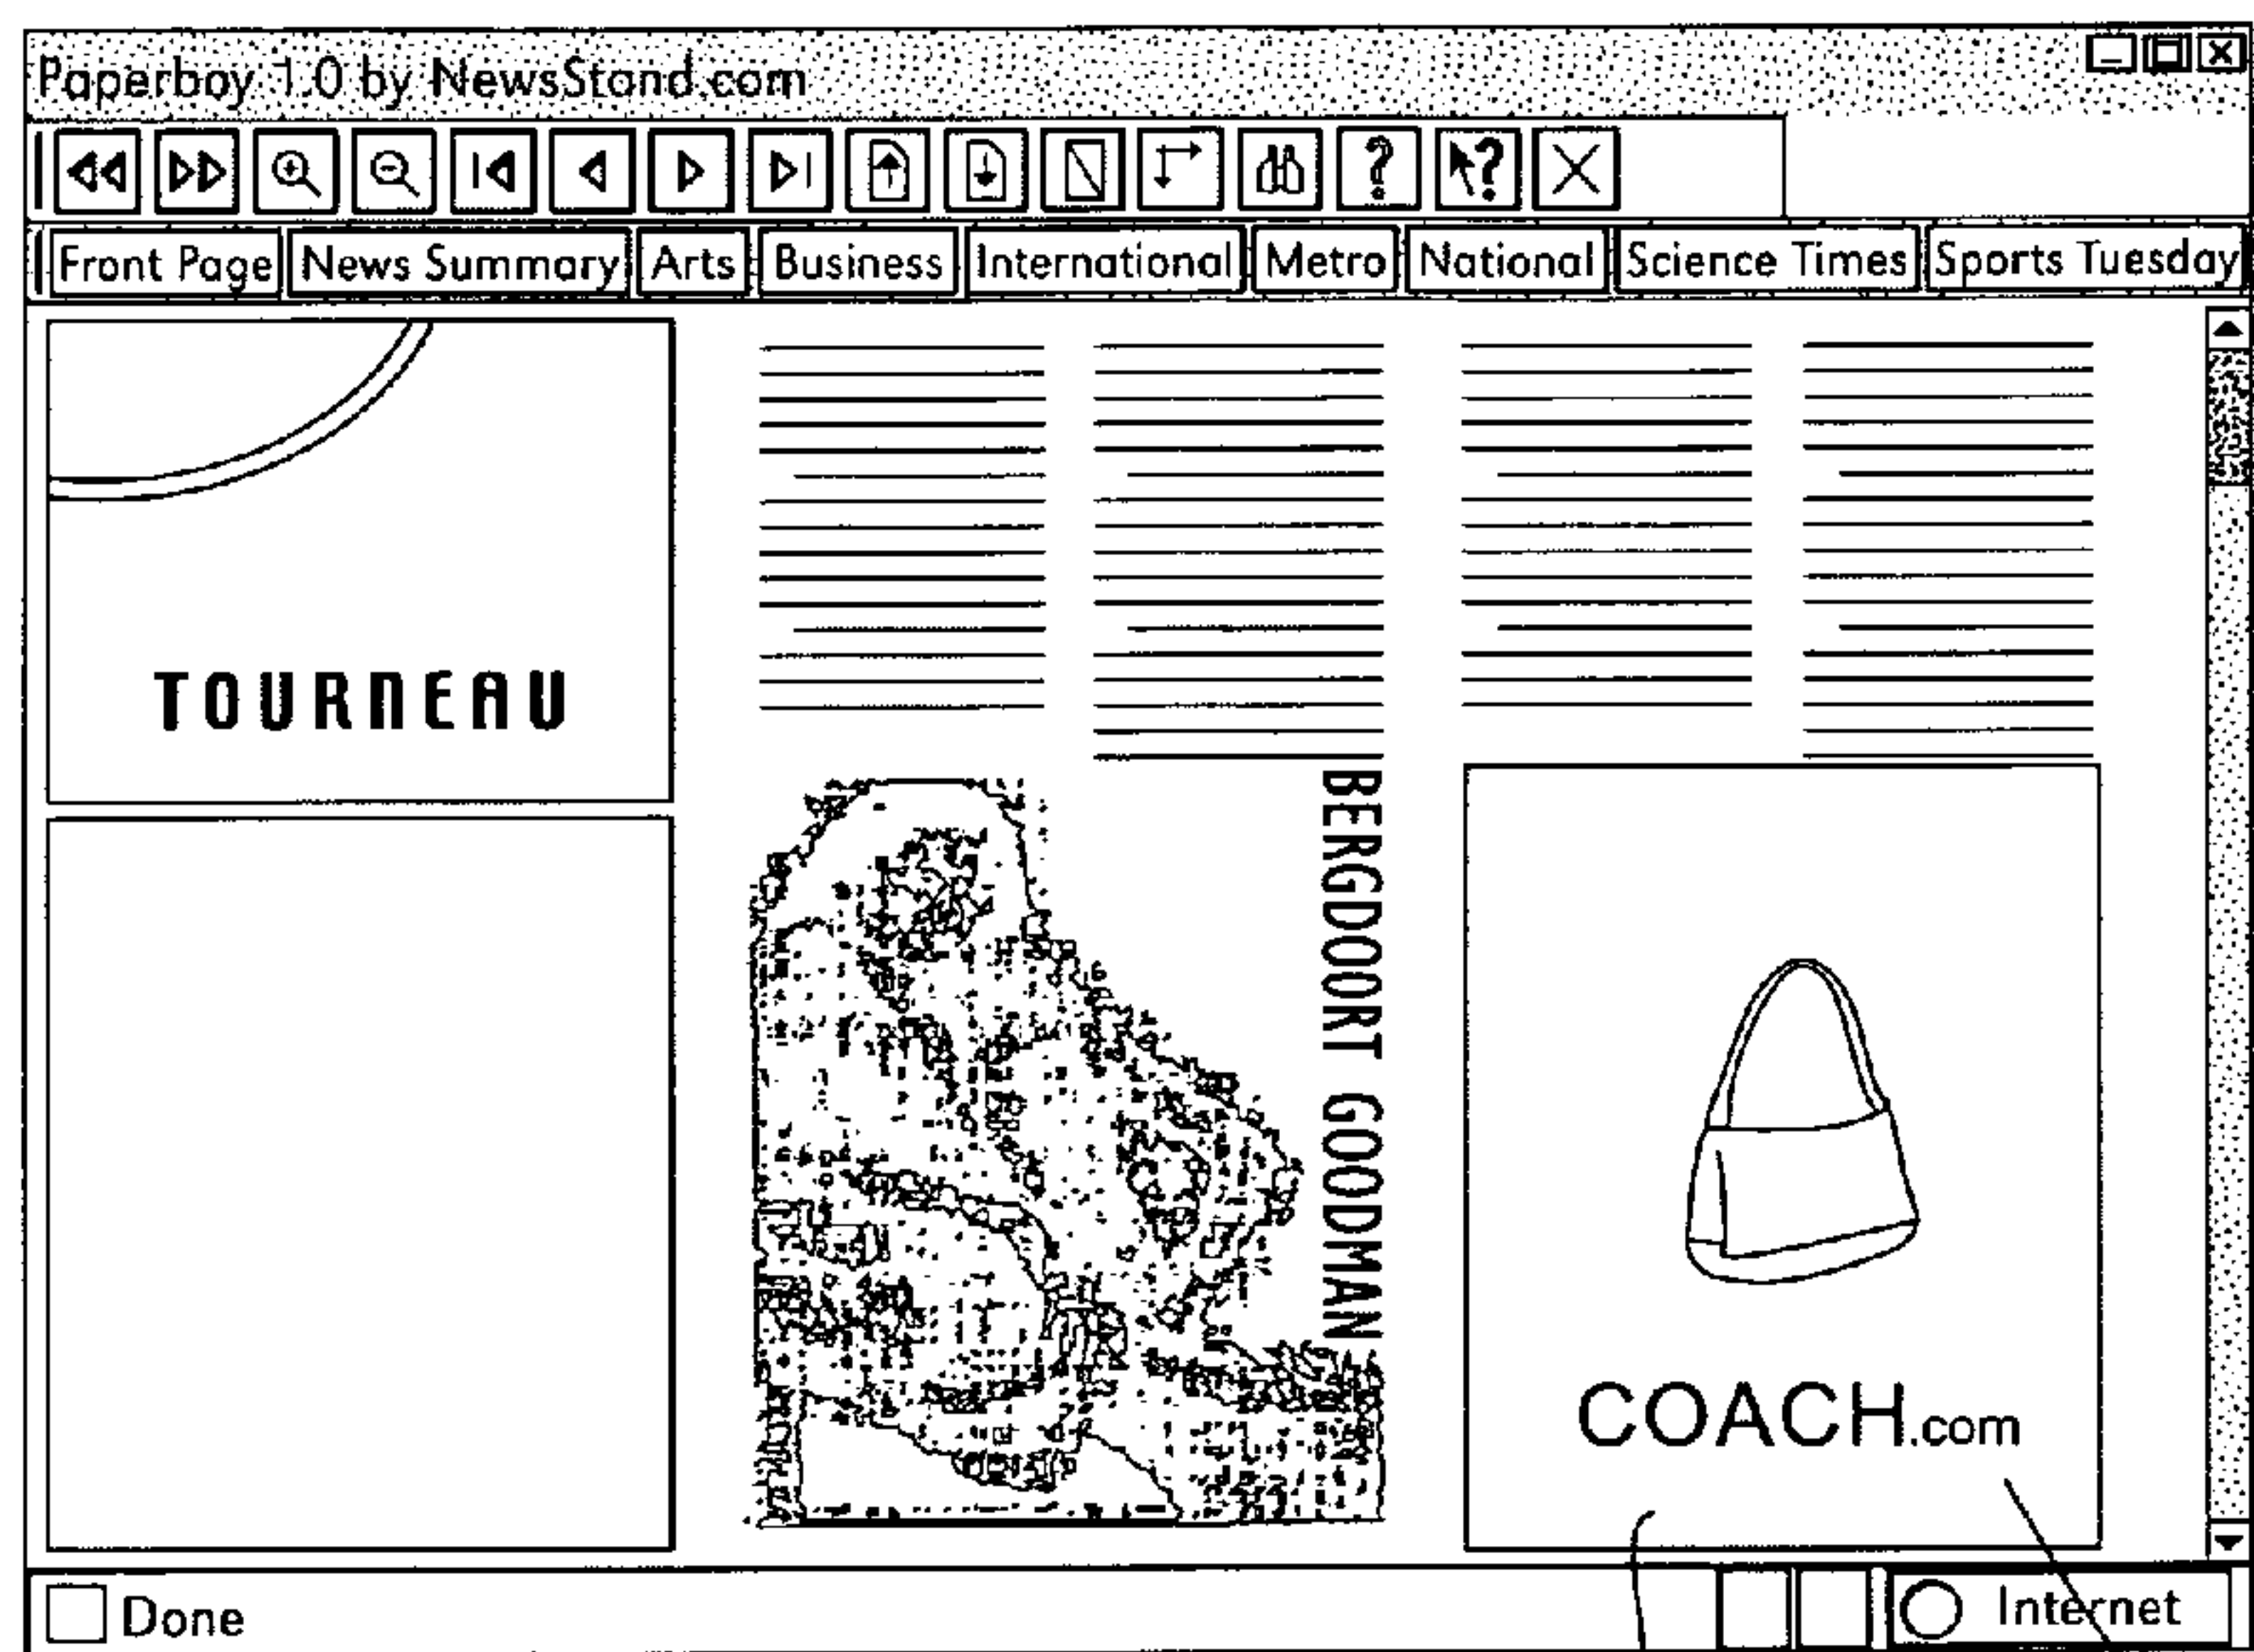 Paperboy 1.0 by NewsStand.com
Front Page News Summary Arts Business International Metro National Science Times Sports Tuesday
TOURNEAU
BERGDOORT GOODMAN
COACH.com
Done
Internet